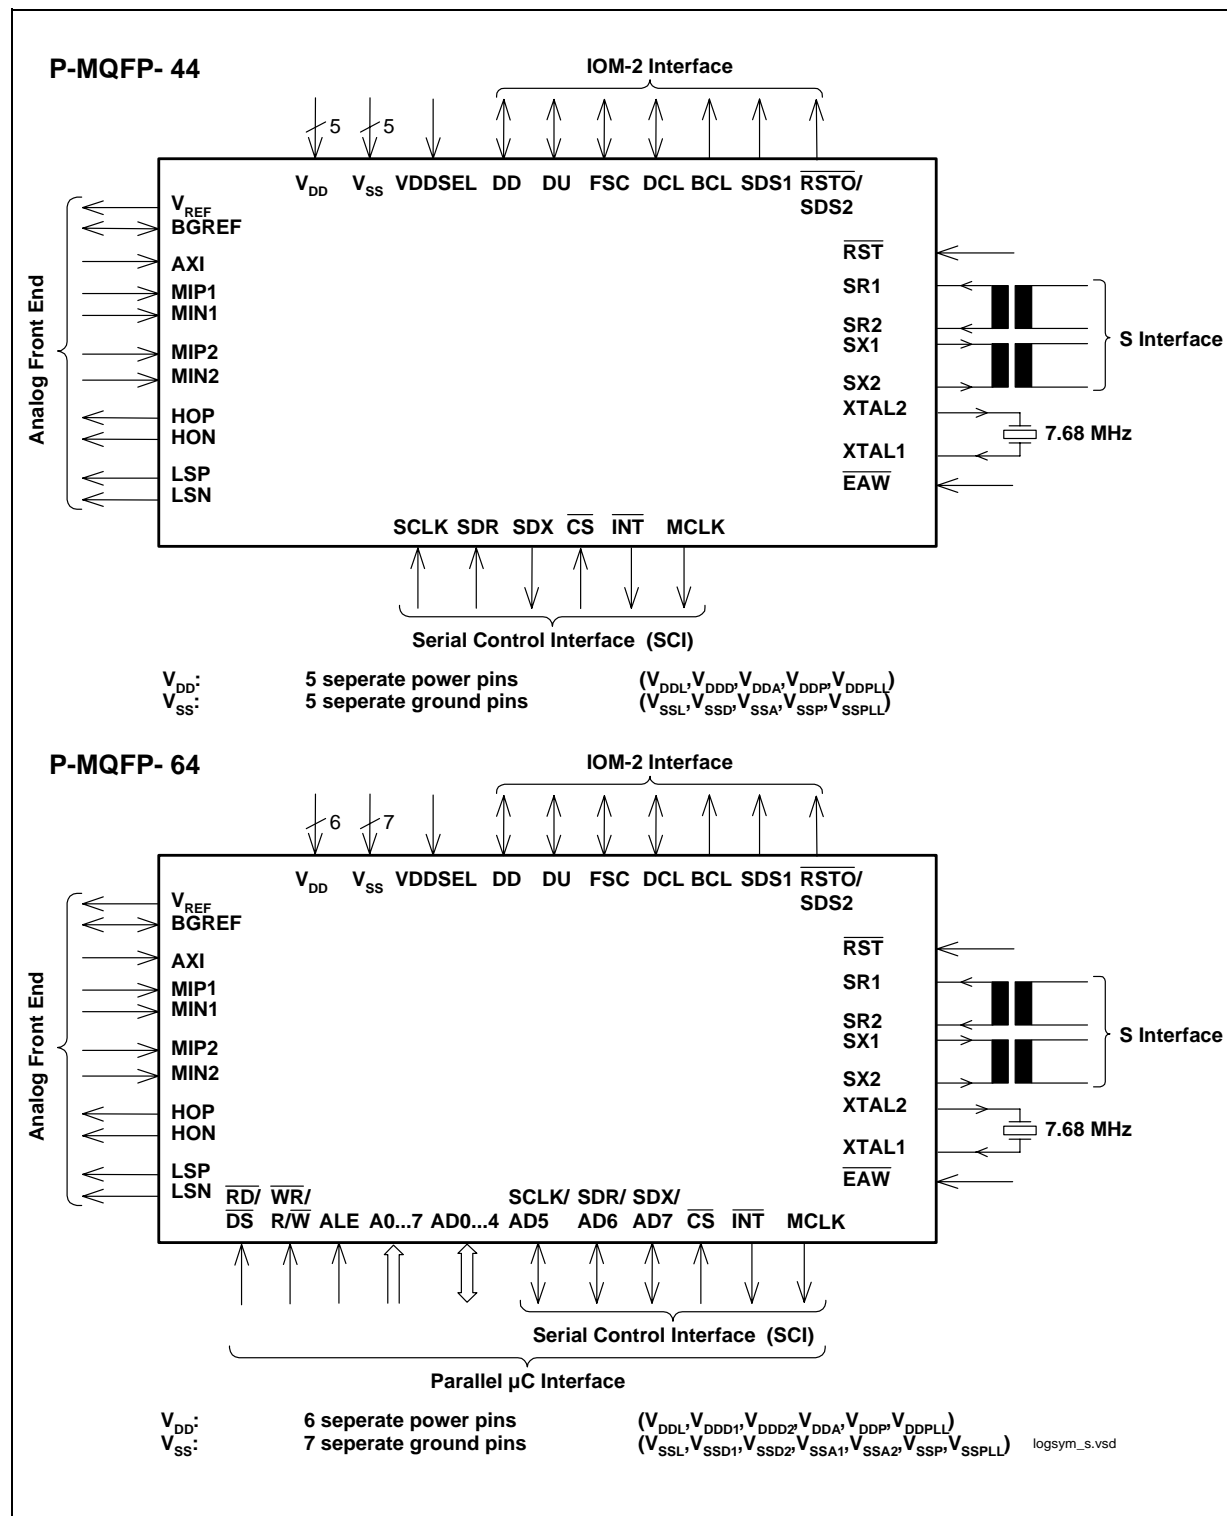 P-MQFP- 44
IOM-2 Interface
5 5
VDD VSS VDDSEL DD DU FSC DCL BCL SDS1 RSTO/
SDS2
VREF
BGREF
AXI
MIP1
MIN1
MIP2
MIN2
HOP
HON
LSP
LSN
Analog Front End
RST
SR1
SR2
SX1
SX2
S Interface
XTAL2
7.68 MHz
XTAL1
EAW
SCLK SDR SDX CS INT MCLK
Serial Control Interface (SCI)
VDD: 5 seperate power pins (VDDL,VDDD,VDDA,VDDP,VDDPLL)
VSS: 5 seperate ground pins (VSSL,VSSD,VSSA,VSSP,VSSPLL)
P-MQFP- 64
IOM-2 Interface
6 7
VDD VSS VDDSEL DD DU FSC DCL BCL SDS1 RSTO/
SDS2
VREF
BGREF
AXI
MIP1
MIN1
MIP2
MIN2
HOP
HON
LSP
LSN
Analog Front End
RST
SR1
SR2
SX1
SX2
S Interface
XTAL2
7.68 MHz
XTAL1
EAW
RD/ WR/ SCLK/ SDR/ SDX/
DS R/W ALE A0...7 AD0...4 AD5 AD6 AD7 CS INT MCLK
Serial Control Interface (SCI)
Parallel µC Interface
VDD: 6 seperate power pins (VDDL,VDDD1,VDDD2,VDDA,VDDP,VDDPLL)
VSS: 7 seperate ground pins (VSSL,VSSD1,VSSD2,VSSA1,VSSA2,VSSP,VSSPLL)
logsym_s.vsd